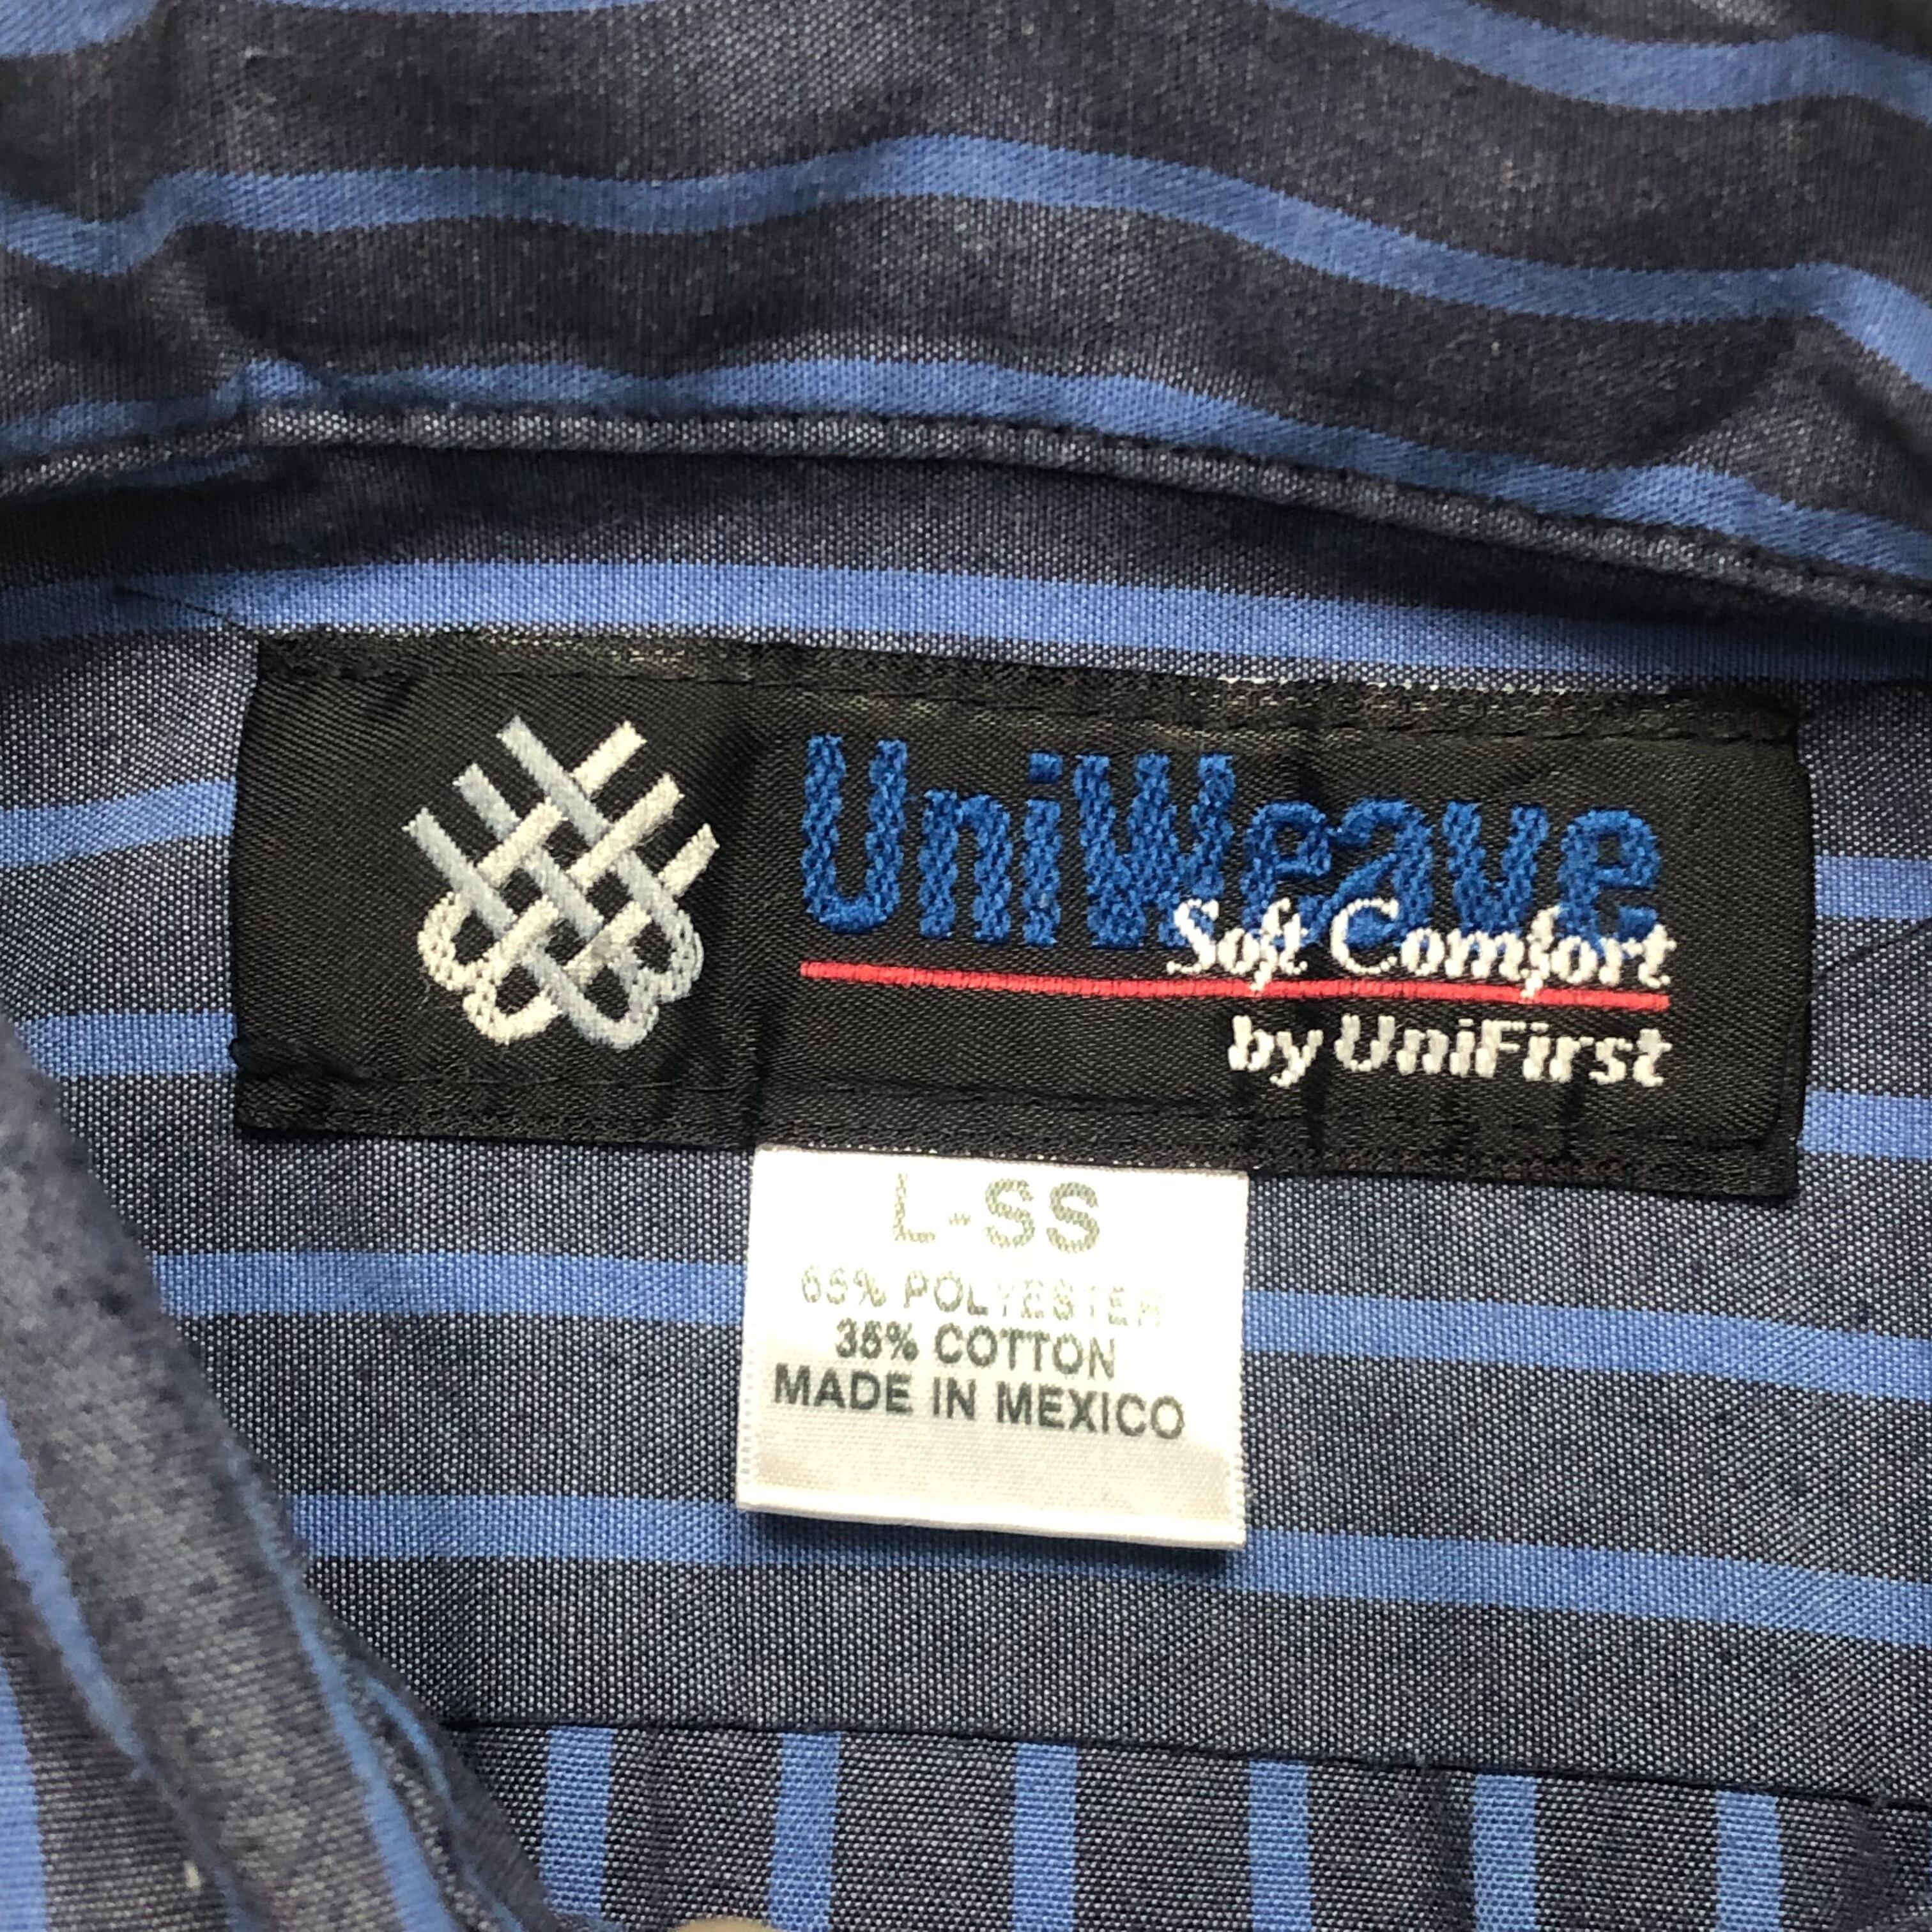 UniWeave
Soft Comfort
by UniFirst
L-SS
65% POLYESTER
35% COTTON
MADE IN MEXICO